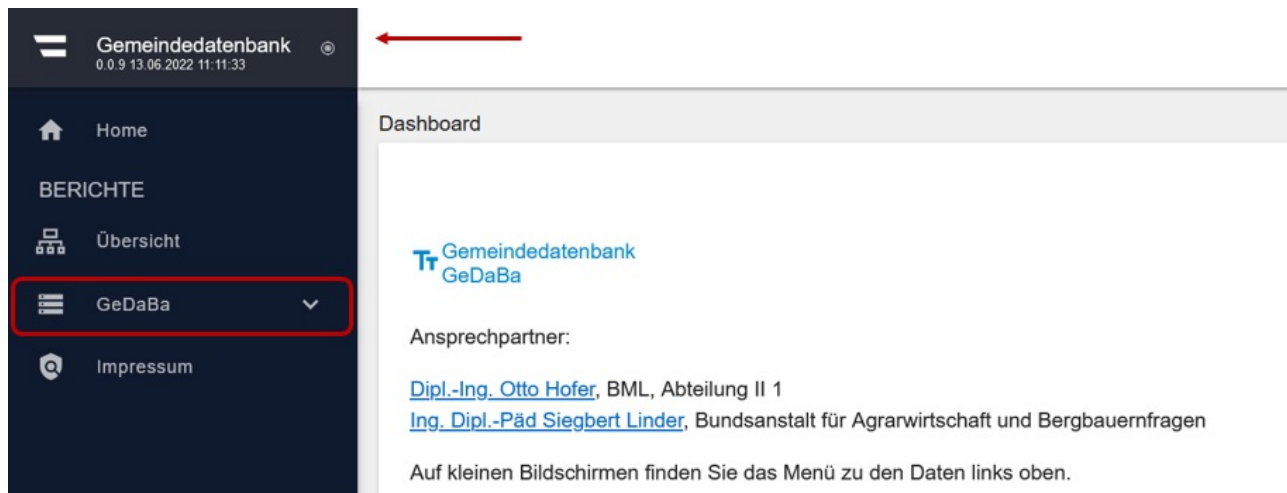 Gemeindedatenbank
0.0.9 13.06.2022 11:11:33
Home
BERICHTE
Übersicht
GeDaBa
Impressum
Dashboard
Gemeindedatenbank
GeDaBa
Ansprechpartner:
Dipl.-Ing. Otto Hofer, BML, Abteilung II 1
Ing. Dipl.-Päd Siegbert Linder, Bundsanstalt für Agrarwirtschaft und Bergbauernfragen
Auf kleinen Bildschirmen finden Sie das Menü zu den Daten links oben.